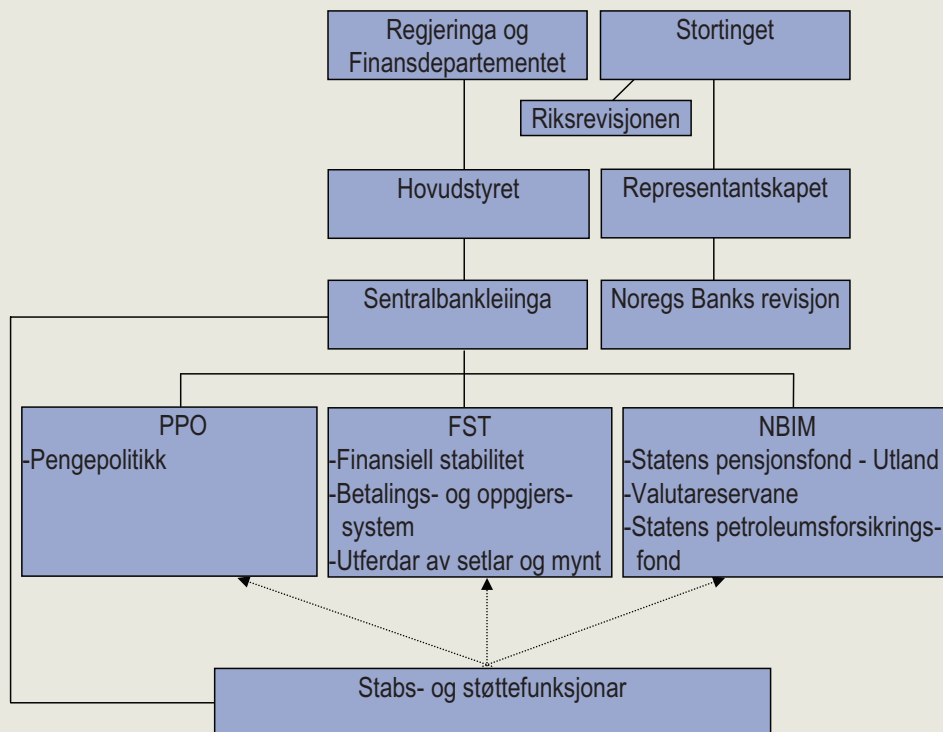 Regjeringa og
Finansdepartementet
Stortinget
Riksrevisjonen
Hovudstyret
Representantskapet
Sentralbankleiinga
Noregs Banks revisjon
PPO
-Pengepolitikk
FST
-Finansiell stabilitet
-Betalings- og oppgjers-
system
-Utferdar av setlar og mynt
NBIM
-Statens pensjonsfond - Utland
-Valutareservane
-Statens petroleumsforsikrings-
fond
Stabs- og støttefunksjonar